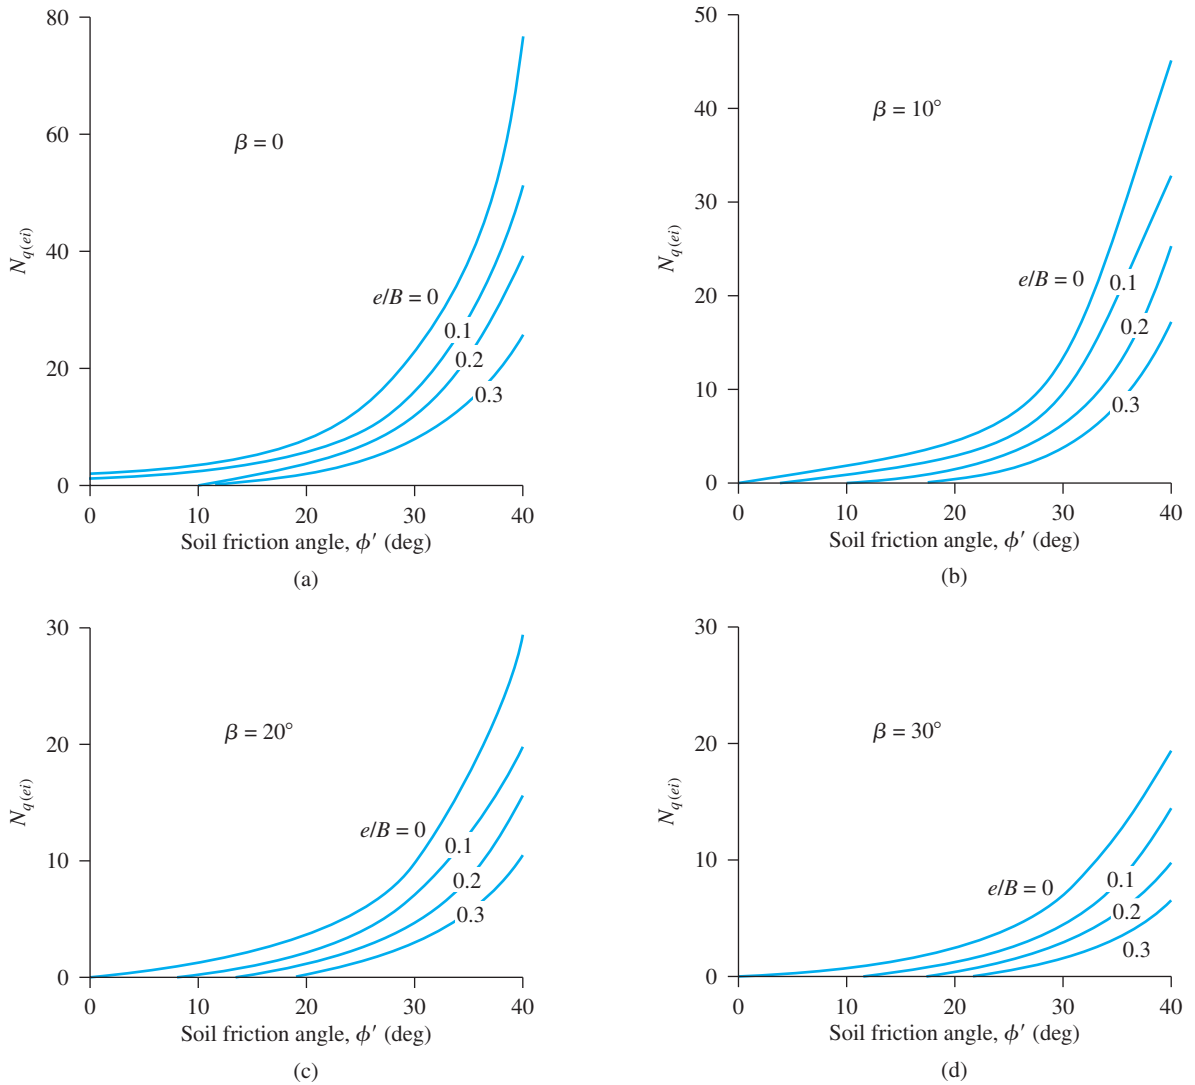 80
60
40
20
0
N_q(ei)
β = 0
e/B = 0
0.1
0.2
0.3
0 10 20 30 40
Soil friction angle, ϕ′ (deg)
(a)
50
40
30
20
10
0
N_q(ei)
β = 10°
e/B = 0
0.1
0.2
0.3
0 10 20 30 40
Soil friction angle, ϕ′ (deg)
(b)
30
20
10
0
N_q(ei)
β = 20°
e/B = 0
0.1
0.2
0.3
0 10 20 30 40
Soil friction angle, ϕ′ (deg)
(c)
30
20
10
0
N_q(ei)
β = 30°
e/B = 0
0.1
0.2
0.3
0 10 20 30 40
Soil friction angle, ϕ′ (deg)
(d)